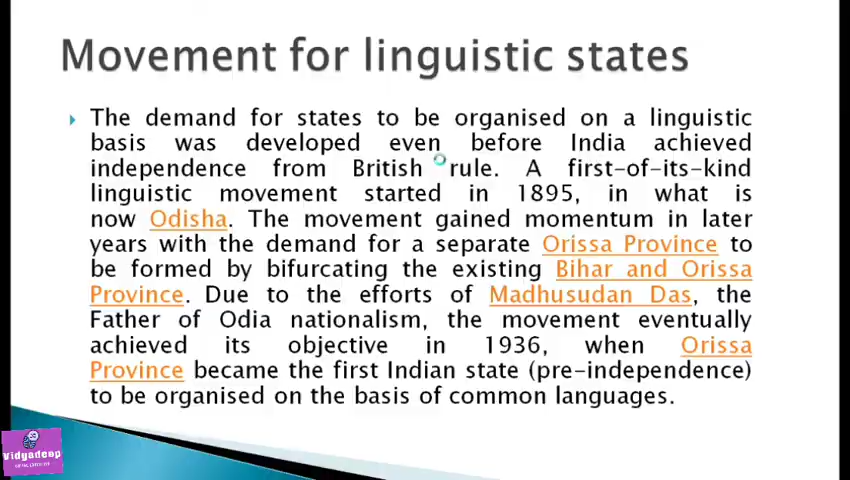 Movement for linguistic states
The demand for states to be organised on a linguistic
basis was developed even before India achieved
independence from British rule. A first-of-its-kind
linguistic movement started in 1895, in what is
now Odisha. The movement gained momentum in later
years with the demand for a separate Orissa Province to
be formed by bifurcating the existing Bihar and Orissa
Province. Due to the efforts of Madhusudan Das, the
Father of Odia nationalism, the movement eventually
achieved its objective in 1936, when Orissa
Province became the first Indian state (pre-independence)
to be organised on the basis of common languages.
Vidyadeep